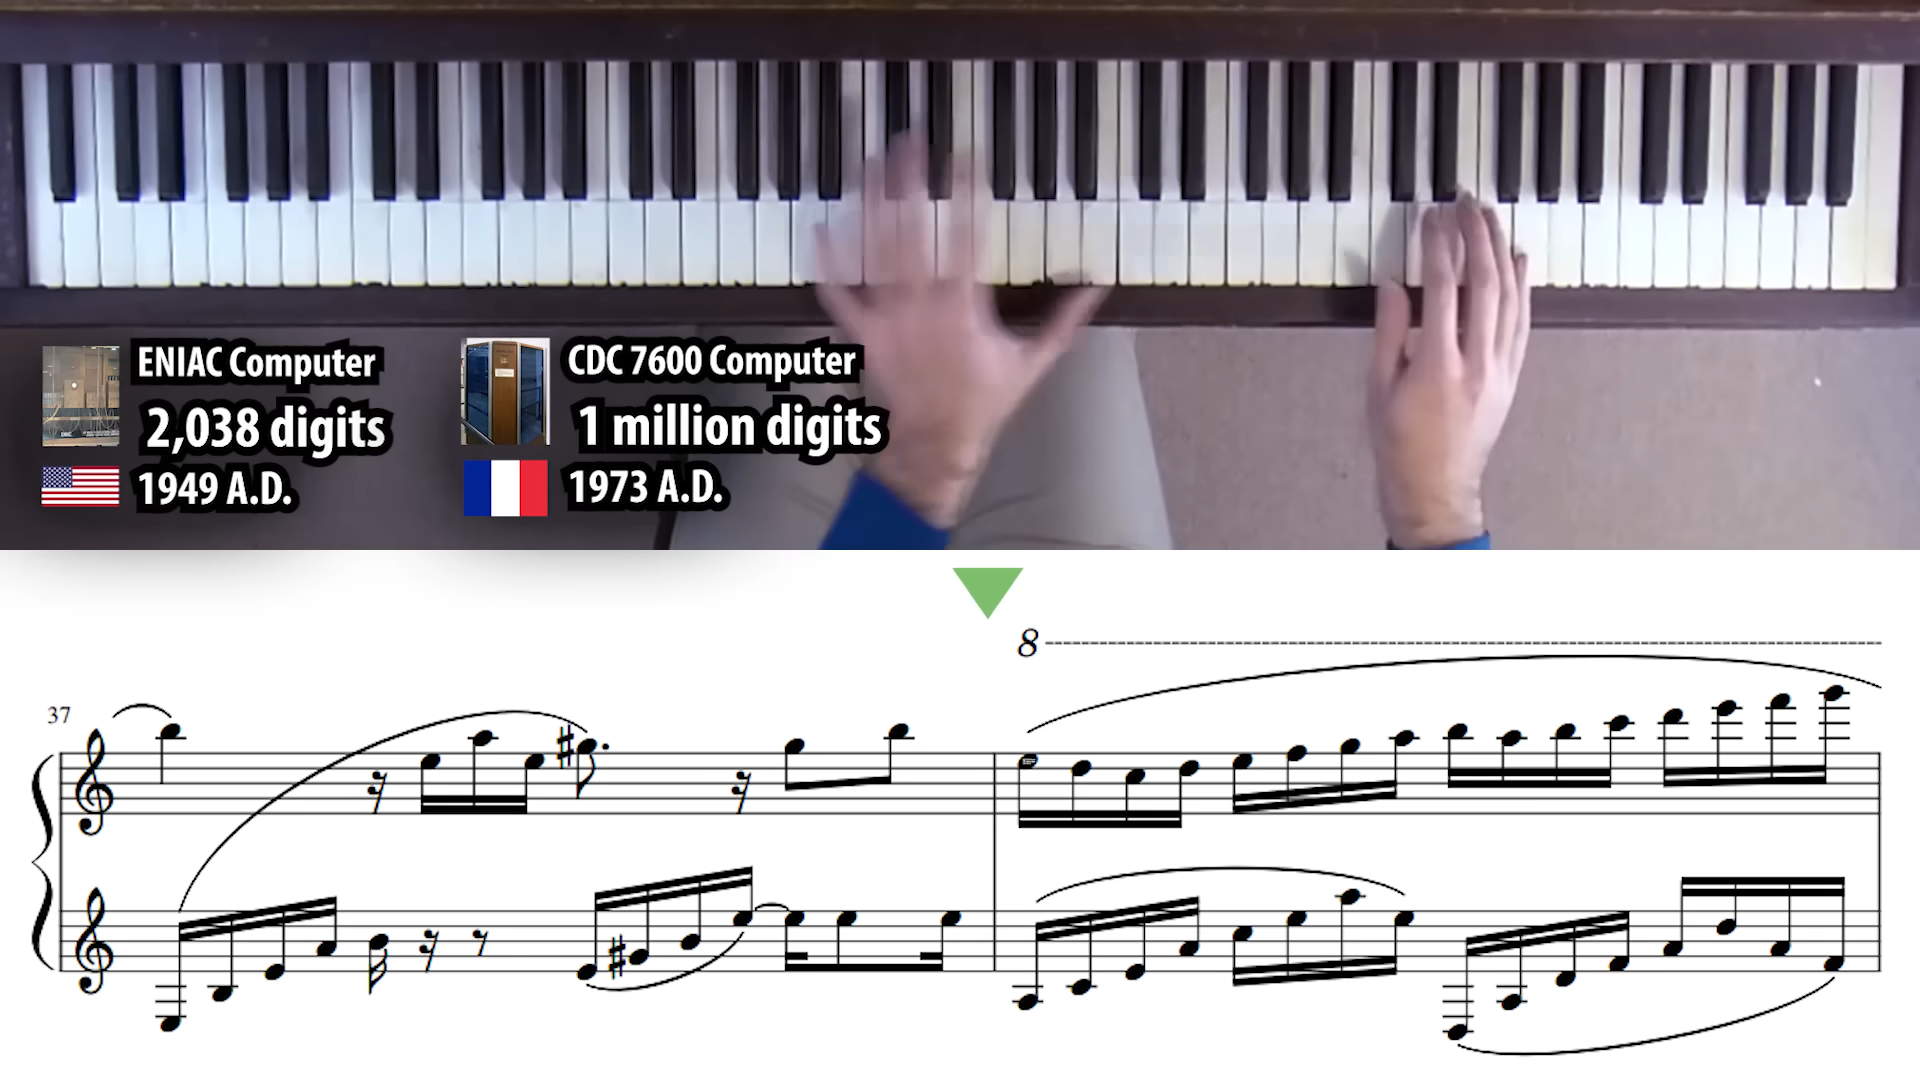 ENIAC Computer
2,038 digits
1949 A.D.
CDC 7600 Computer
1 million digits
1973 A.D.
8
37